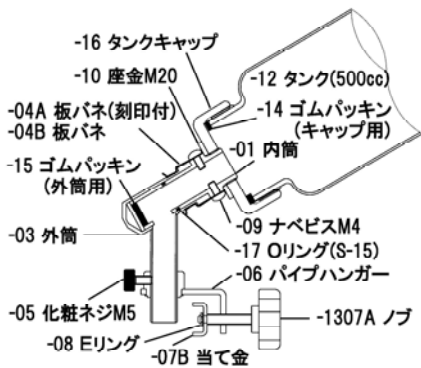 -16 タンクキャップ
-10 座金M20
-12 タンク(500cc)
-04A 板バネ(刻印付)
-04B 板バネ
-14 ゴムパッキン
(キャップ用)
-15 ゴムパッキン
(外筒用)
-01 内筒
-03 外筒
-09 ナベビスM4
-17 Oリング(S-15)
-06 パイプハンガー
-05 化粧ネジM5
-1307A ノブ
-08 Eリング
-07B 当て金